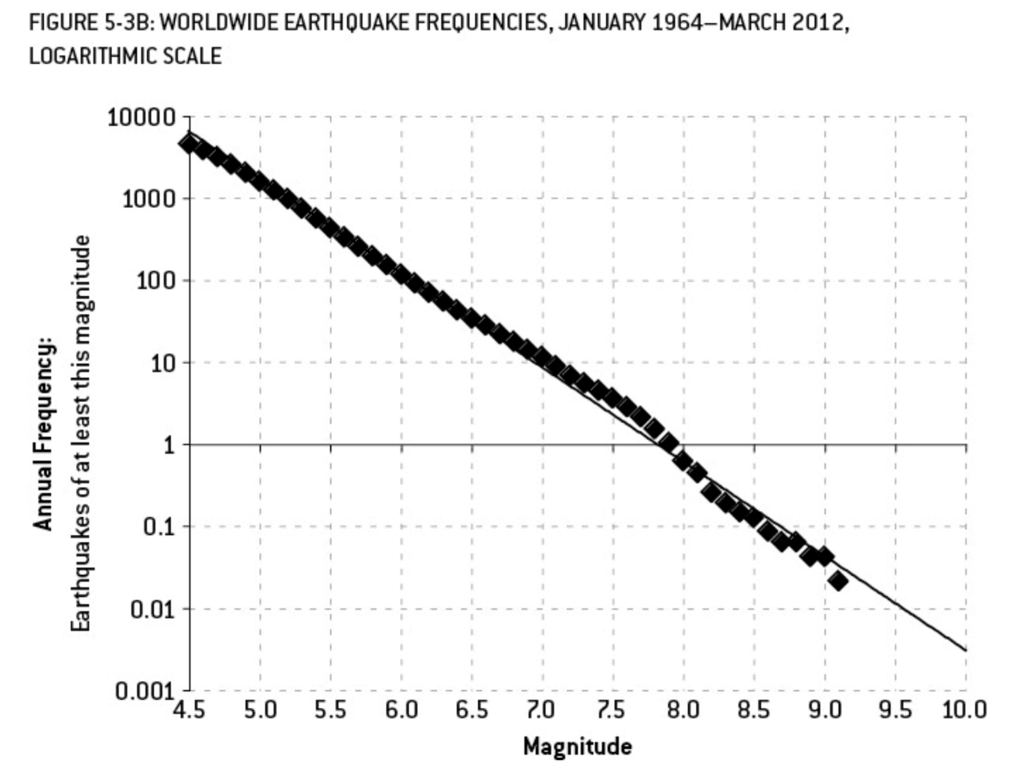 FIGURE 5-3B: WORLDWIDE EARTHQUAKE FREQUENCIES, JANUARY 1964–MARCH 2012,
LOGARITHMIC SCALE
Annual Frequency:
Earthquakes of at least this magnitude
10000
1000
100
10
1
0.1
0.01
0.001
4.5 5.0 5.5 6.0 6.5 7.0 7.5 8.0 8.5 9.0 9.5 10.0
Magnitude